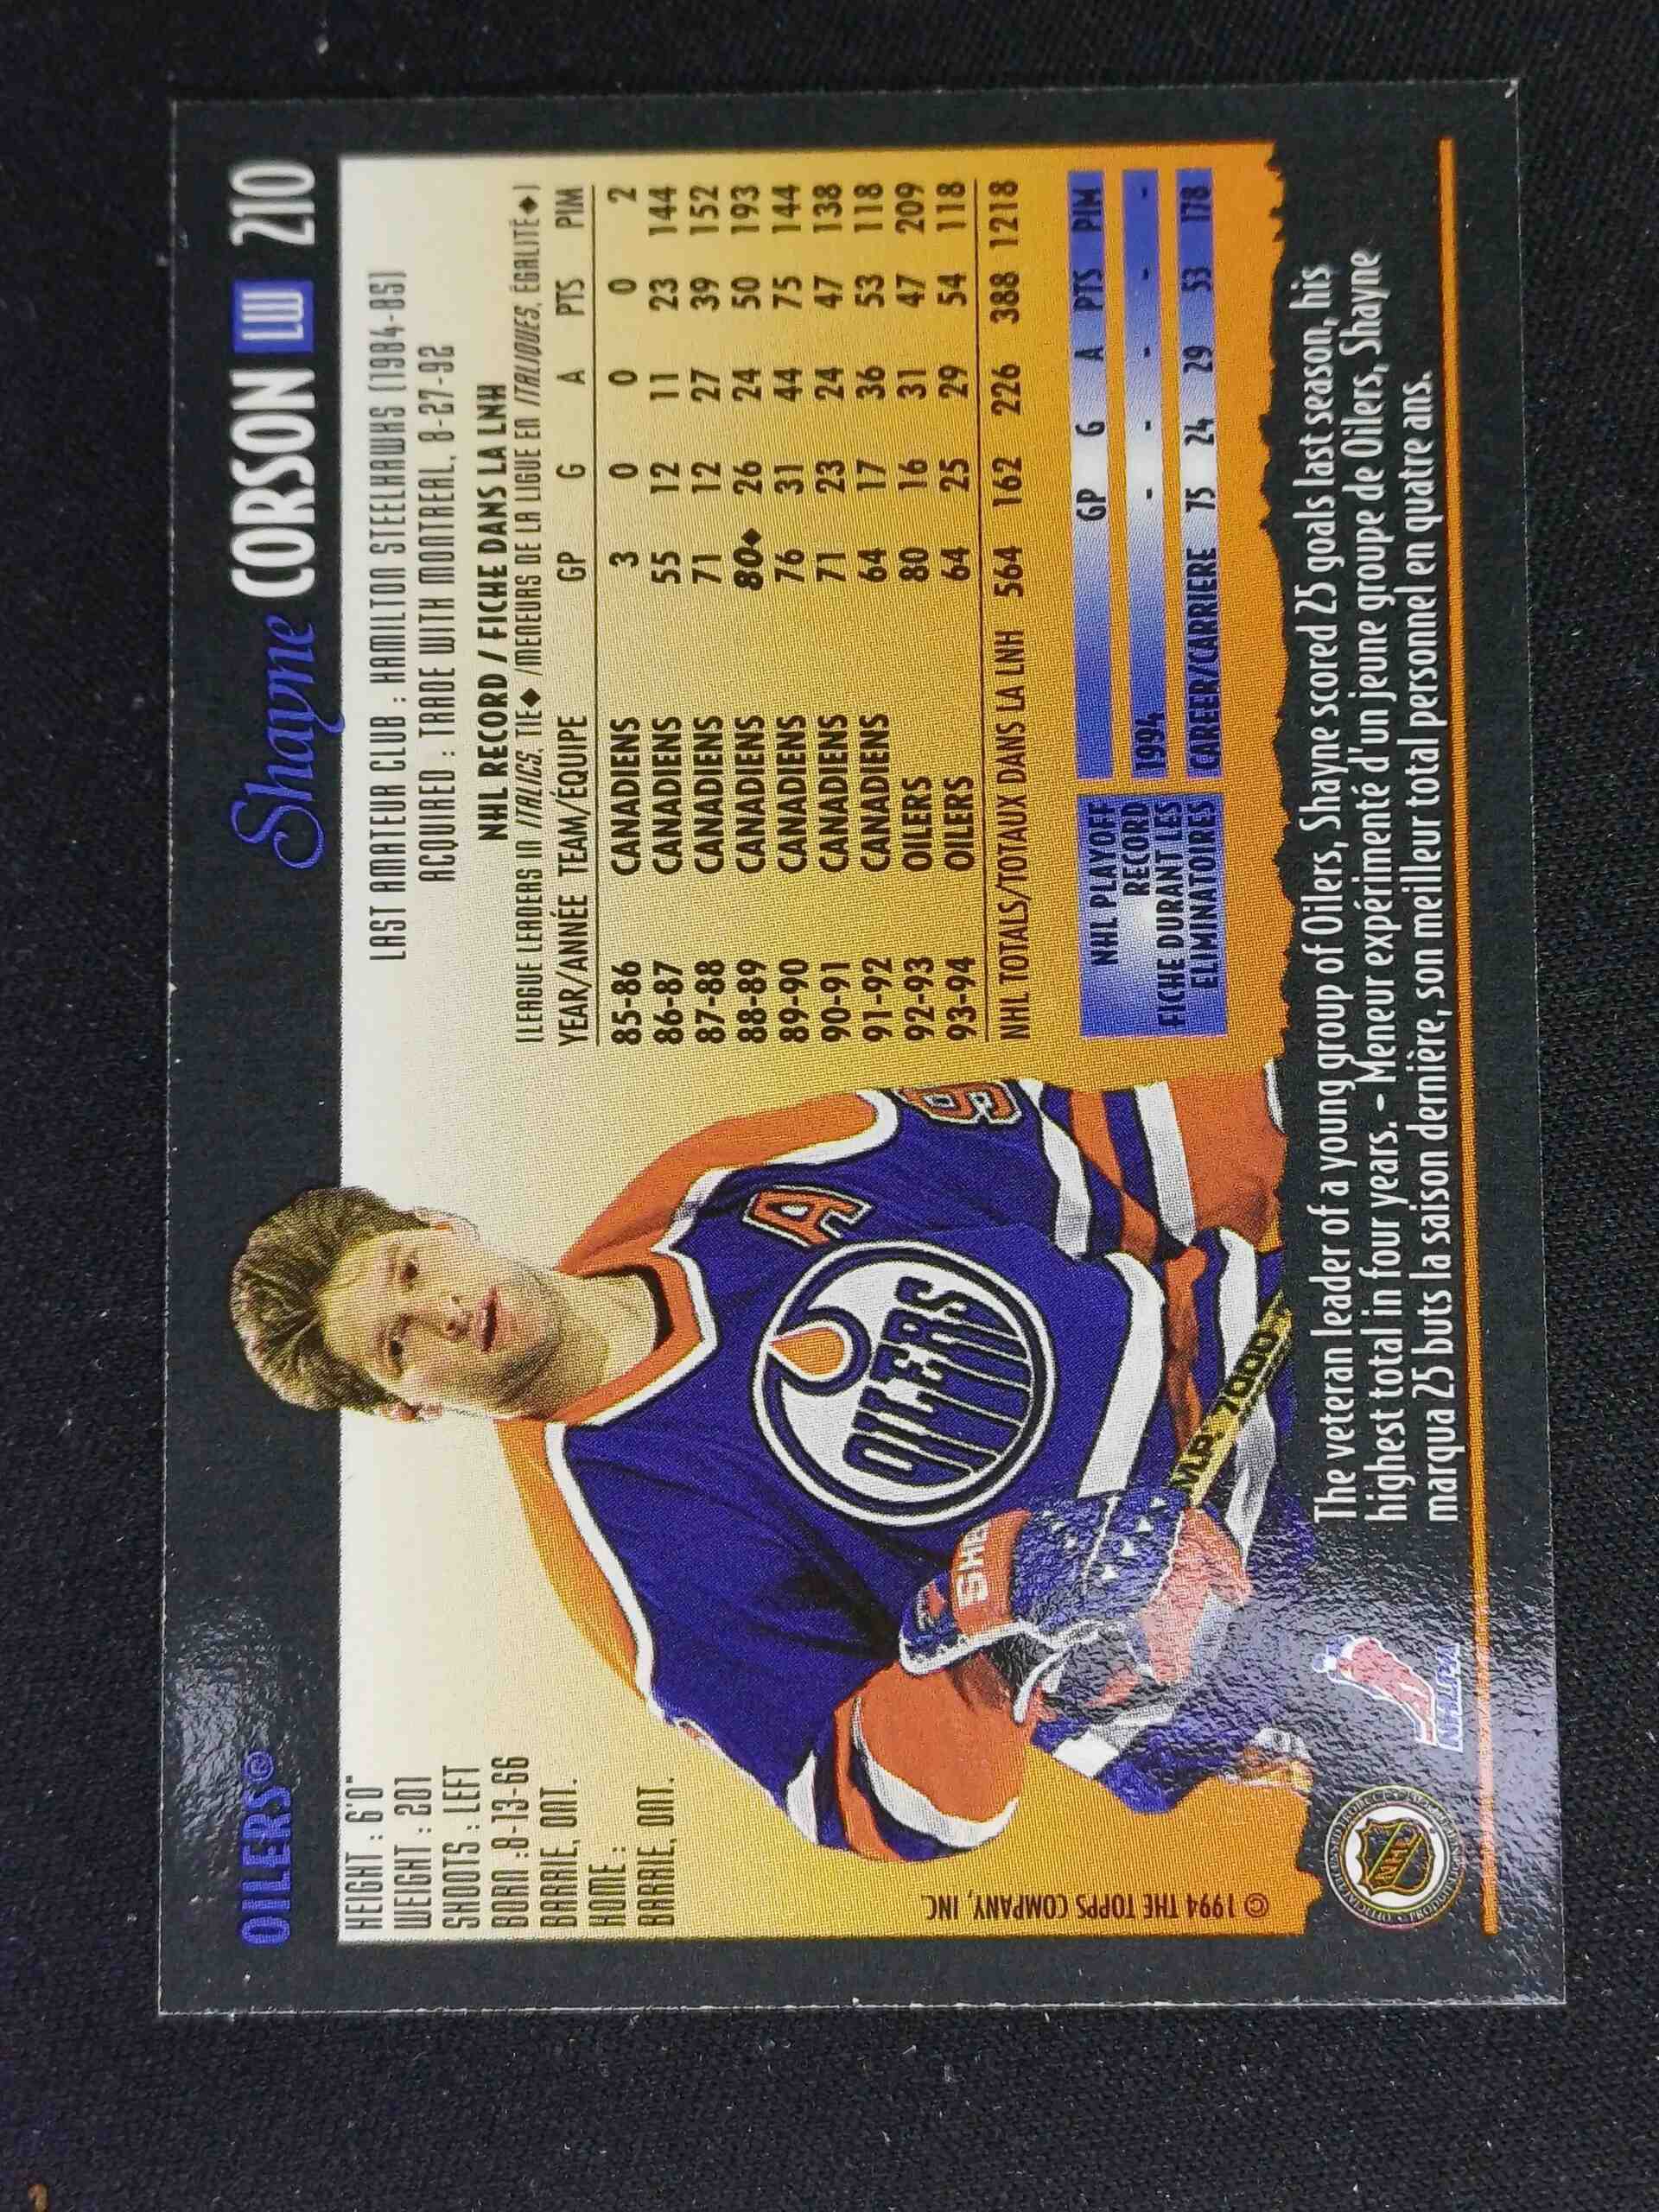 OILERS® Shayne CORSON LW 210
HEIGHT : 6'0"
WEIGHT : 201
SHOOTS : LEFT
BORN : 8-13-66
BARRIE, ONT.
HOME :
BARRIE, ONT.
LAST AMATEUR CLUB : HAMILTON STEELHAWKS (1984-85)
ACQUIRED : TRADE WITH MONTREAL, 8-27-92
NHL RECORD / FICHE DANS LA LNH
(LEAGUE LEADERS IN ITALICS, TIE◆ /MENEURS DE LA LIGUE EN ITALIQUES, ÉGALITÉ◆)
YEAR/ANNÉE TEAM/ÉQUIPE GP G A PTS PIM
85-86 CANADIENS 3 0 0 0 2
86-87 CANADIENS 55 12 11 23 144
87-88 CANADIENS 71 12 27 39 152
88-89 CANADIENS 80◆ 26 24 50 193
89-90 CANADIENS 76 31 44 75 144
90-91 CANADIENS 71 23 24 47 138
91-92 CANADIENS 64 17 36 53 118
92-93 OILERS 80 16 31 47 209
93-94 OILERS 64 25 29 54 118
NHL TOTALS/TOTAUX DANS LA LNH 564 162 226 388 1218
NHL PLAYOFF
RECORD
FICHE DURANT LES
ELIMINATOIRES
GP G A PTS PIM
1994 - - - - -
CAREER/CARRIERE 75 24 29 53 178
A
9
OILERS
SHE
VIA 7000
© 1994 THE TOPPS COMPANY, INC.
The veteran leader of a young group of Oilers, Shayne scored 25 goals last season, his
highest total in four years. - Meneur expérimenté d'un jeune groupe de Oilers, Shayne
marqua 25 buts la saison dernière, son meilleur total personnel en quatre ans.
NHL
NHLPA